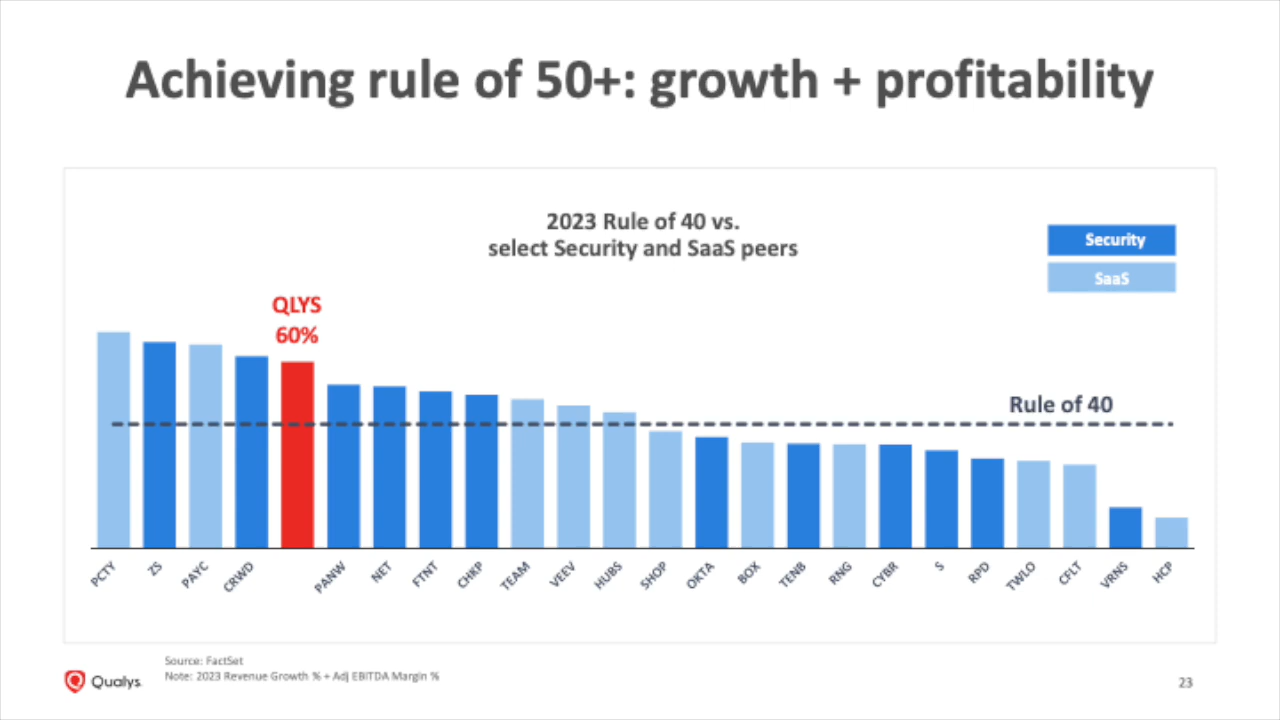 Achieving rule of 50+: growth + profitability
2023 Rule of 40 vs.
select Security and SaaS peers
Security
SaaS
QLYS
60%
Rule of 40
PCTY
ZS
PAYC
CRWD
PANW
NET
FTNT
CHKP
TEAM
VEEV
HUBS
SHOP
OKTA
BOX
TENB
RNG
CYBR
S
RPD
TWLO
CFLT
VRNS
HCP
Source: FactSet
Note: 2023 Revenue Growth % + Adj EBITDA Margin %
Qualys.
23